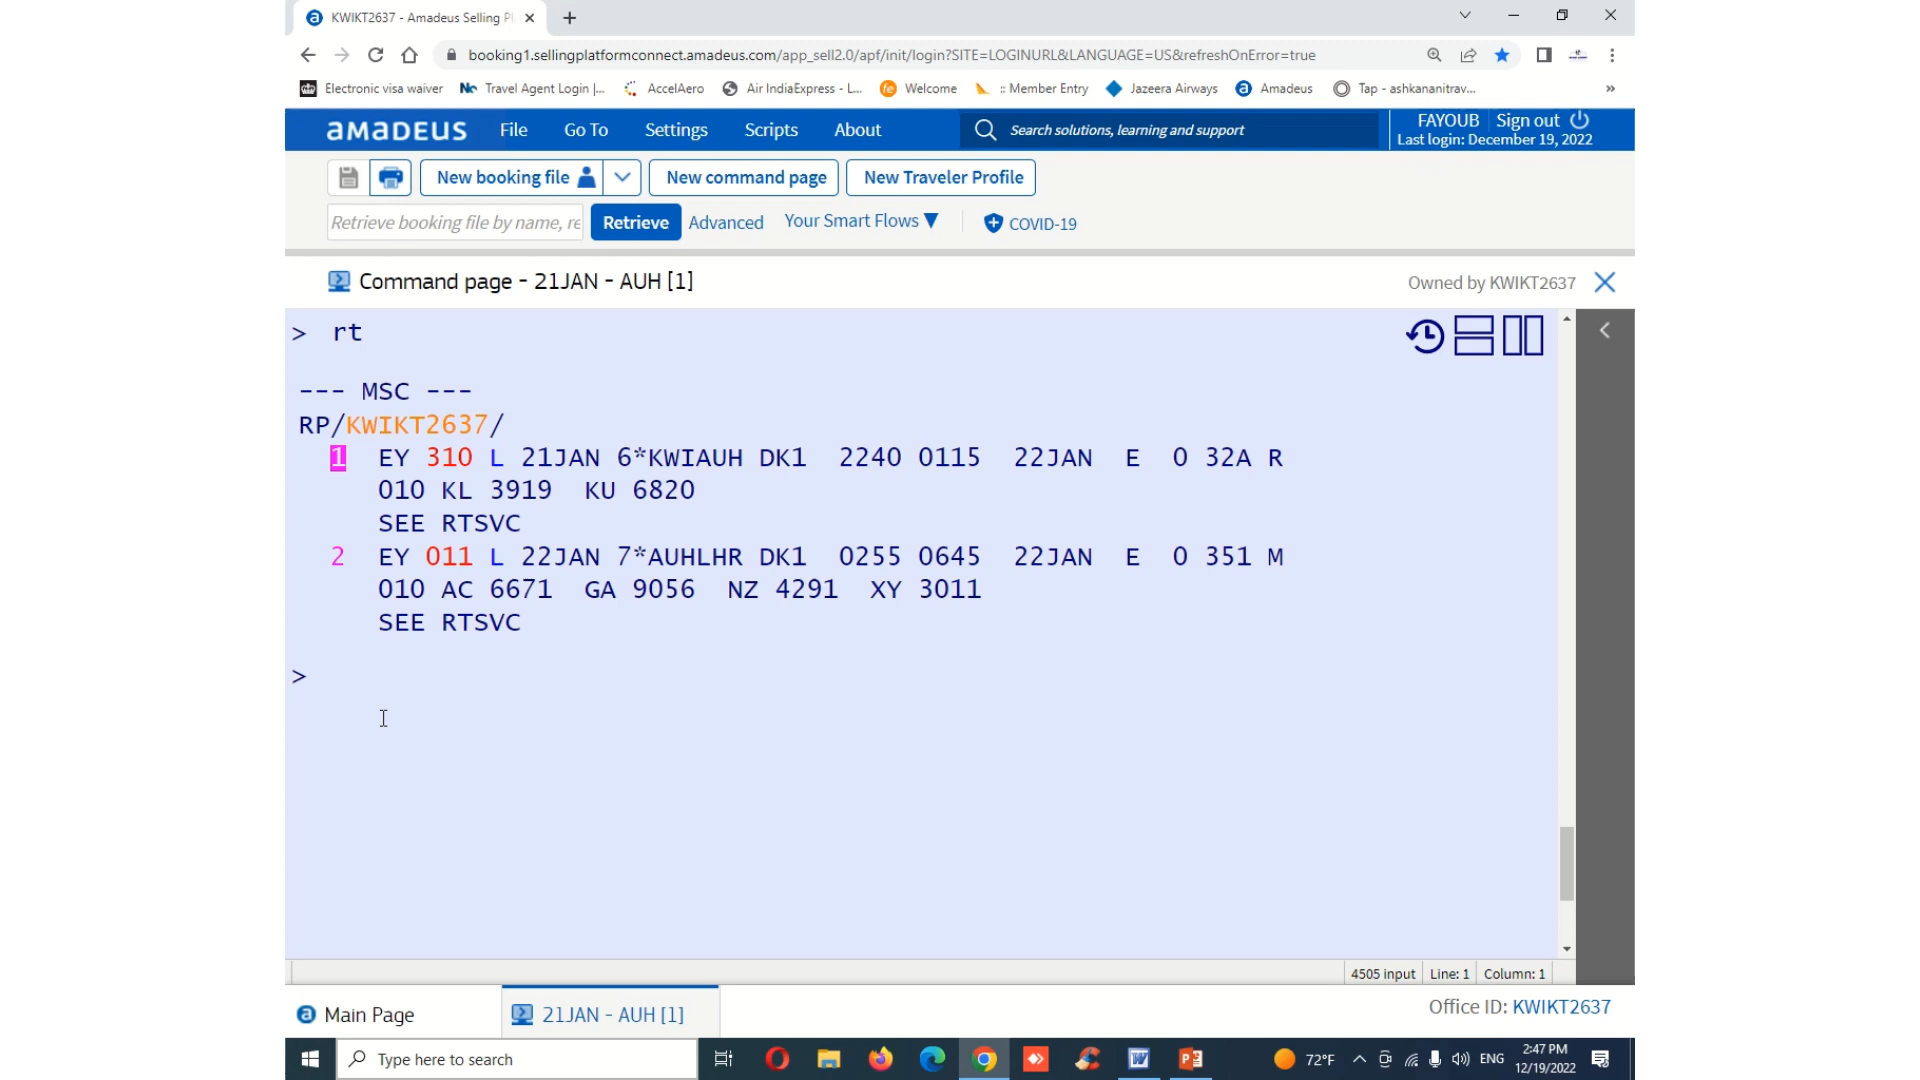 KWIKT2637 - Amadeus Selling Pl
booking1.sellingplatformconnect.amadeus.com/app_sell2.0/apf/init/login?SITE=LOGINURL&LANGUAGE=US&refreshOnError=true
Electronic visa waiver Travel Agent Login |... AccelAero Air IndiaExpress - L... Welcome :: Member Entry Jazeera Airways Amadeus Tap - ashkananitrav... »
amadeus File Go To Settings Scripts About Search solutions, learning and support FAYOUB Sign out
Last login: December 19, 2022
New booking file New command page New Traveler Profile
Retrieve booking file by name, re Retrieve Advanced Your Smart Flows ▼ COVID-19
Command page - 21JAN - AUH [1] Owned by KWIKT2637
> rt
--- MSC ---
RP/KWIKT2637/
1 EY 310 L 21JAN 6*KWIAUH DK1 2240 0115 22JAN E 0 32A R
010 KL 3919 KU 6820
SEE RTSVC
2 EY 011 L 22JAN 7*AUHLHR DK1 0255 0645 22JAN E 0 351 M
010 AC 6671 GA 9056 NZ 4291 XY 3011
SEE RTSVC
>
4505 input Line: 1 Column: 1
Main Page 21JAN - AUH [1] Office ID: KWIKT2637
Type here to search 72°F ENG 2:47 PM
12/19/2022